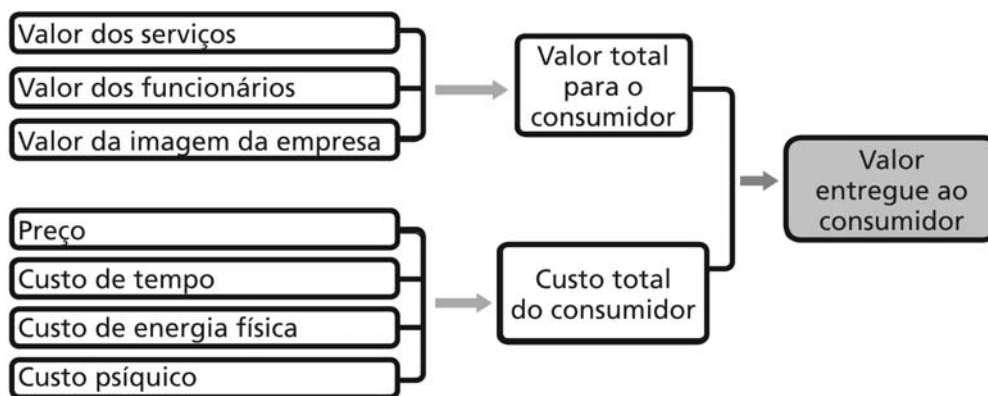 Valor dos serviços
Valor dos funcionários
Valor da imagem da empresa
Valor total
para o
consumidor
Valor
entregue ao
consumidor
Preço
Custo de tempo
Custo de energia física
Custo psíquico
Custo total
do consumidor